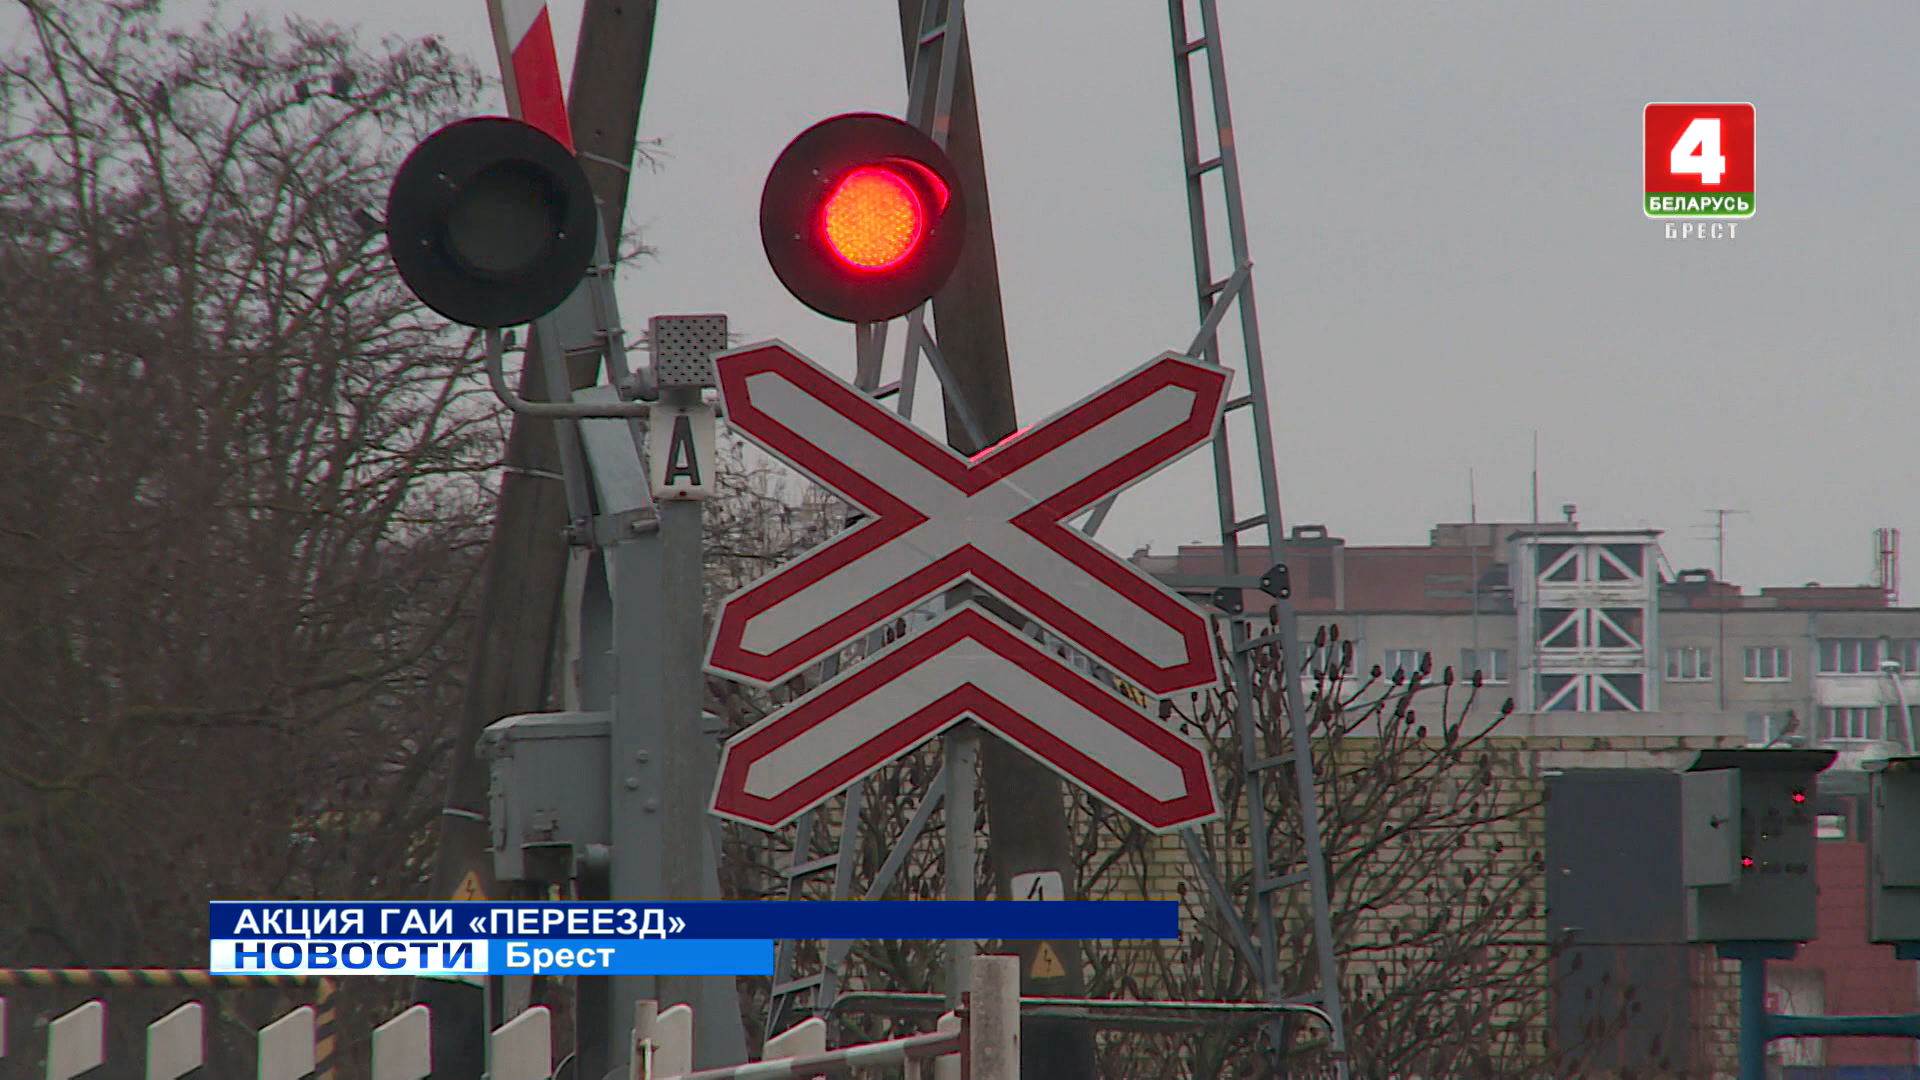 4
БЕЛАРУСЬ
БРЕСТ
А
АКЦИЯ ГАИ «ПЕРЕЕЗД»
НОВОСТИ Брест